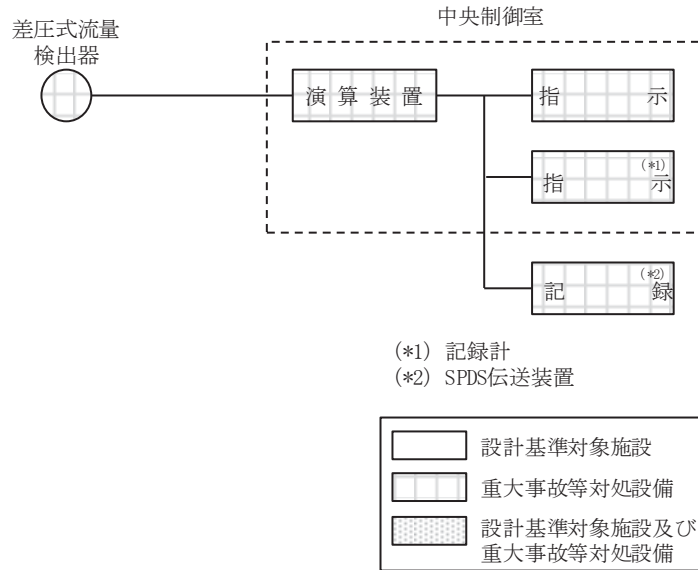 中央制御室
差圧式流量
検出器
演算装置
指示
(*1)
指示
(*2)
記録
(*1) 記録計
(*2) SPDS伝送装置
設計基準対象施設
重大事故等対処設備
設計基準対象施設及び
重大事故等対処設備